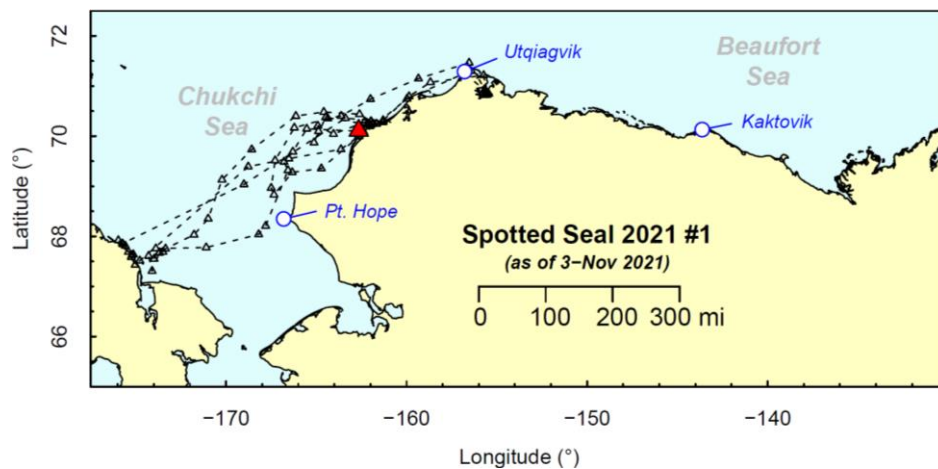 72
70
68
66
Latitude (°)
Chukchi
Sea
Utqiagvik
Beaufort
Sea
Kaktovik
Pt. Hope
Spotted Seal 2021 #1
(as of 3−Nov 2021)
0 100 200 300 mi
−170 −160 −150 −140
Longitude (°)